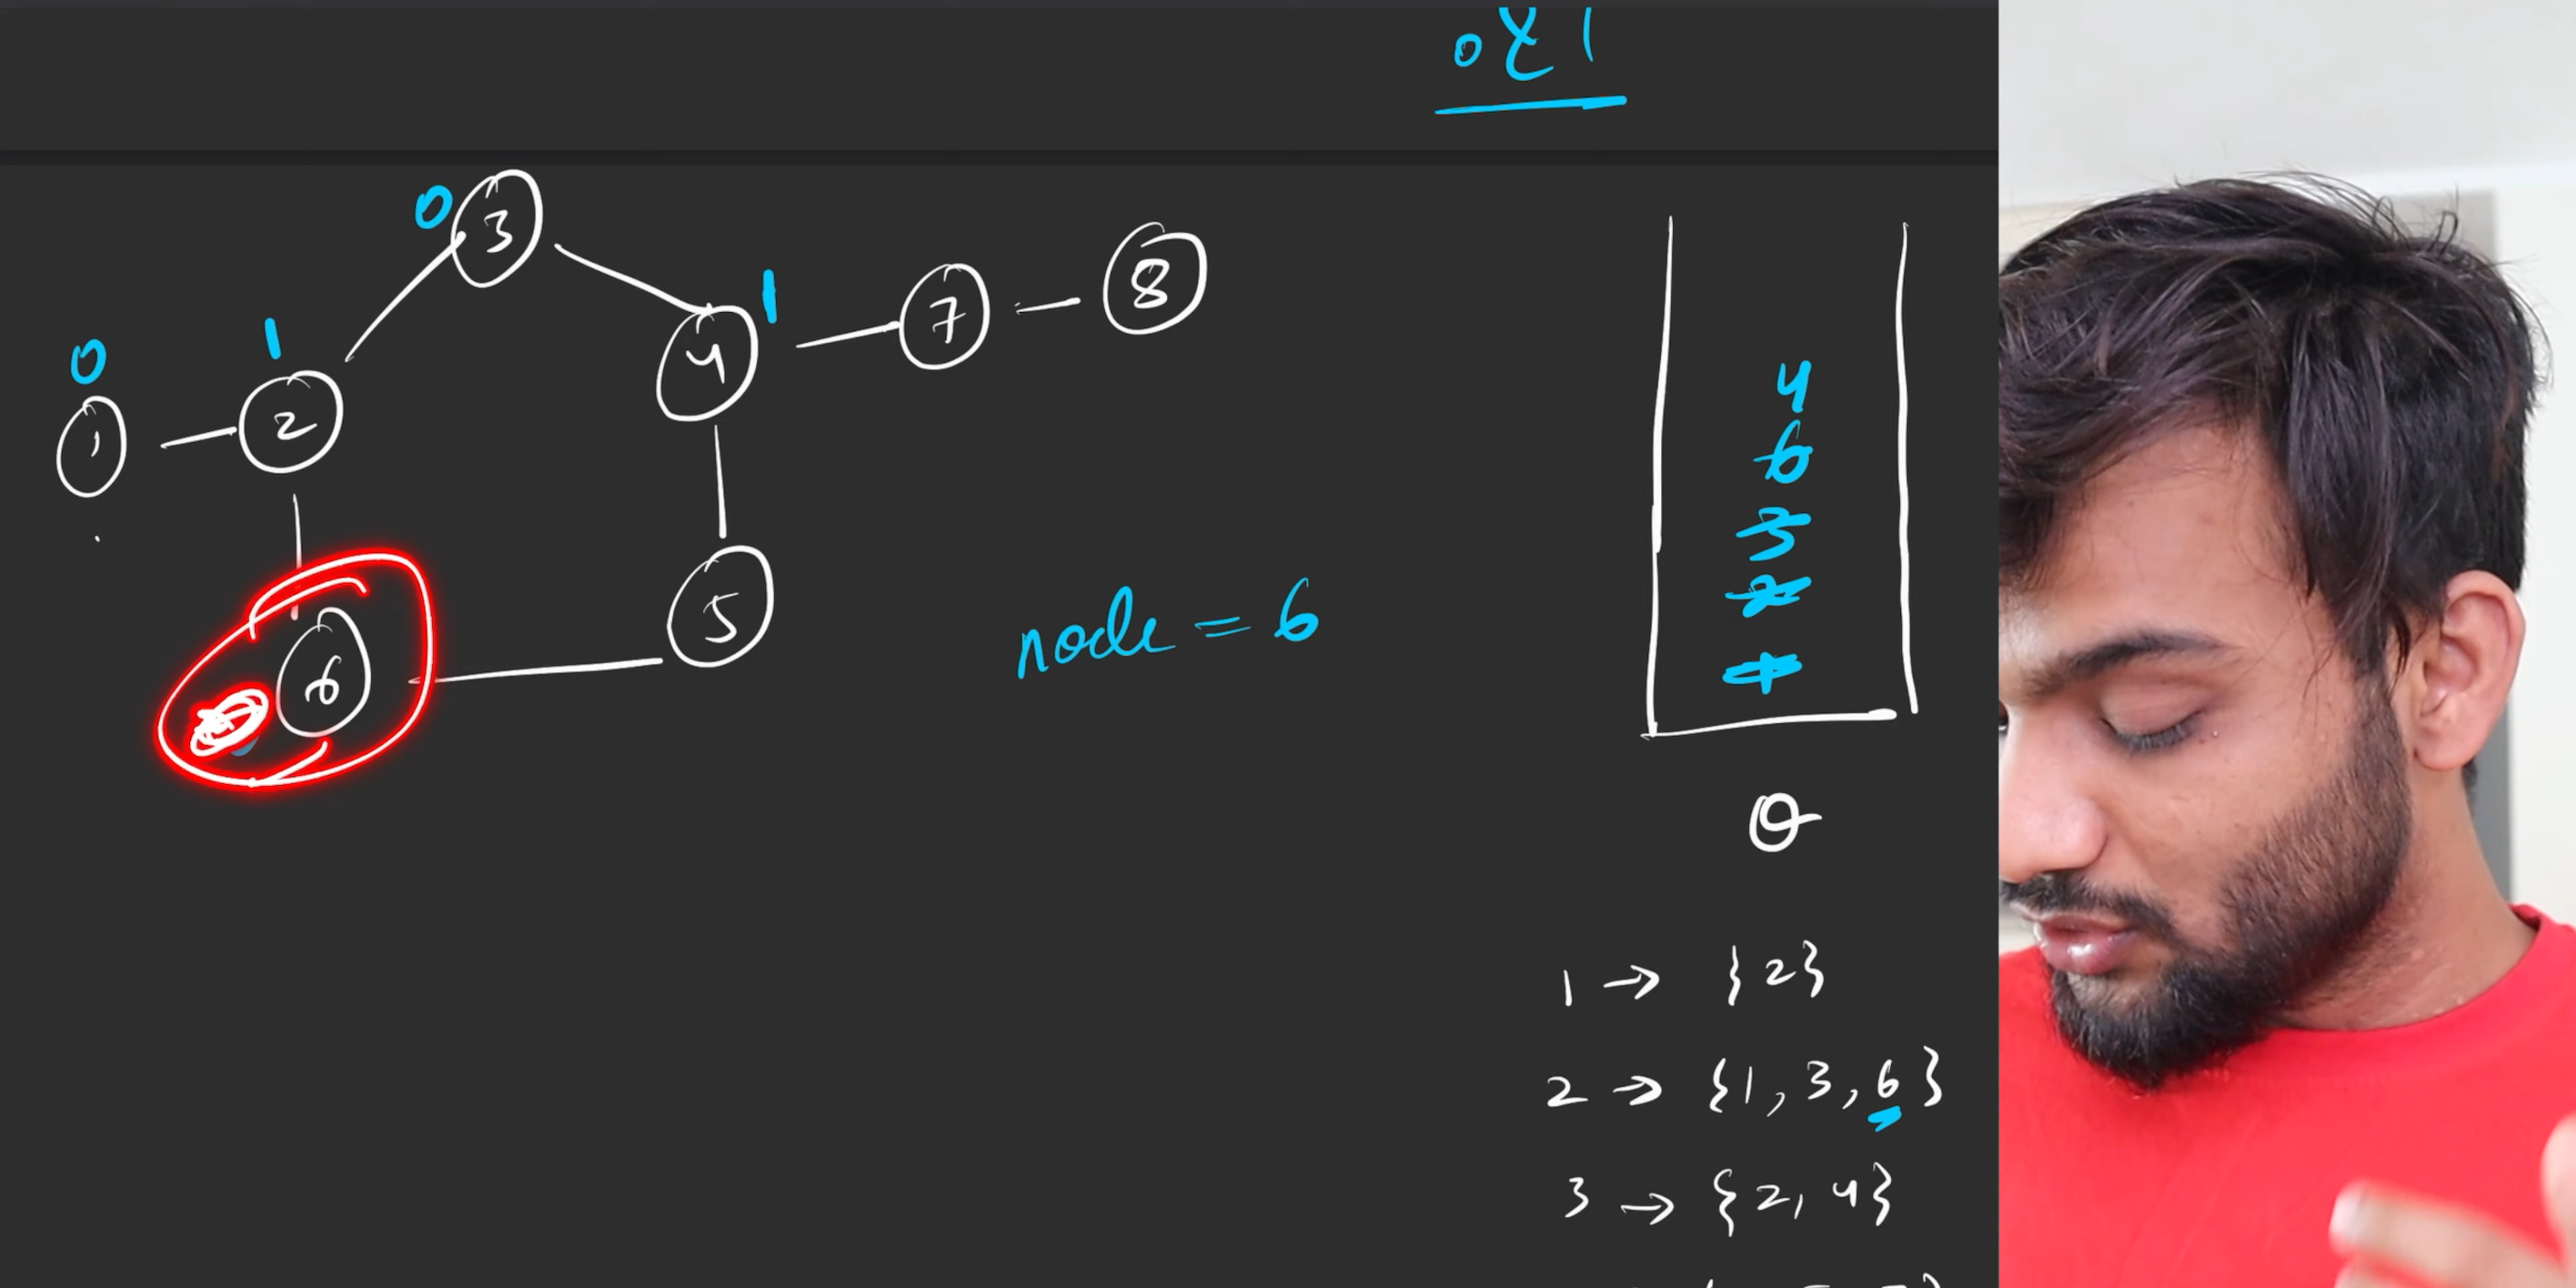 0 & 1
0
3
1
4
7
8
0
1
1
2
6
5
node = 6
4
6
3
2
1
Q
1 → {2}
2 → {1, 3, 6}
3 → {2, 4}